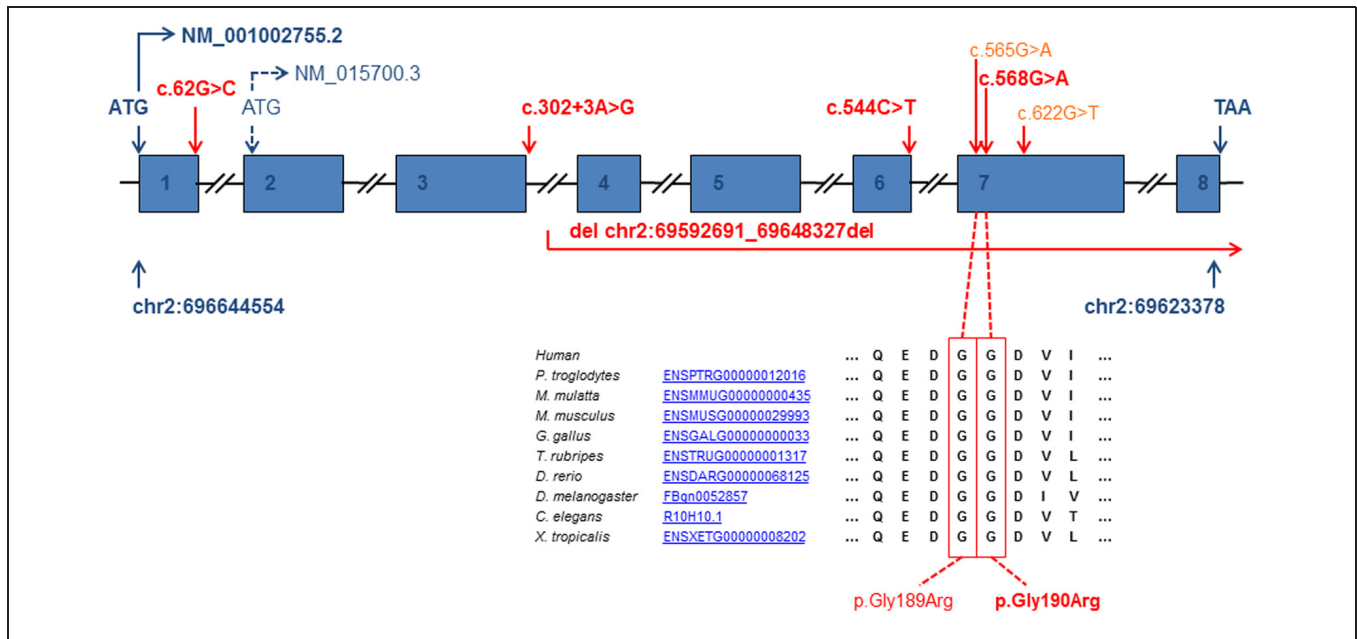 NM_001002755.2
c.565G>A
NM_015700.3
c.62G>C
c.568G>A
ATG
ATG
c.302+3A>G
c.544C>T
c.622G>T
TAA
1
2
3
4
5
6
7
8
del chr2:69592691_69648327del
chr2:696644554
chr2:69623378
Human ... Q E D G G D V I ...
P. troglodytes ENSPTRG00000012016 ... Q E D G G D V I ...
M. mulatta ENSMMUG00000000435 ... Q E D G G D V I ...
M. musculus ENSMUSG00000029993 ... Q E D G G D V I ...
G. gallus ENSGALG00000000033 ... Q E D G G D V I ...
T. rubripes ENSTRUG00000001317 ... Q E D G G D V L ...
D. rerio ENSDARG00000068125 ... Q E D G G D V L ...
D. melanogaster FBgn0052857 ... Q E D G G D I V ...
C. elegans R10H10.1 ... Q E D G G D V T ...
X. tropicalis ENSXETG00000008202 ... Q E D G G D V L ...
p.Gly189Arg
p.Gly190Arg